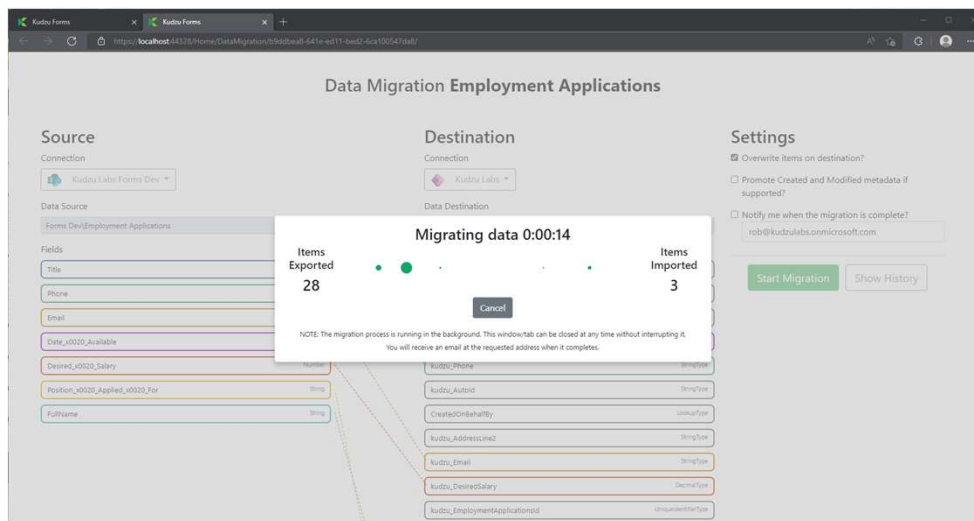 Kudzu Forms
Kudzu Forms
https://localhost:44328/Home/DataMigration/b9ddbea8-641e-ed11-bed2-6ca100547da8/
Data Migration Employment Applications
Source
Connection
Kudzu Labs Forms Dev
Data Source
Forms Dev\Employment Applications
Fields
Title
Phone
Email
Date_x0020_Available
Desired_x0020_Salary Number
Position_x0020_Applied_x0020_For String
FullName String
Destination
Connection
Kudzu Labs
Data Destination
kudzu_Phone StringType
kudzu_AutoId StringType
CreatedOnBehalfBy LookupType
kudzu_AddressLine2 StringType
kudzu_Email StringType
kudzu_DesiredSalary DecimalType
kudzu_EmploymentApplicationsId UniqueidentifierType
Settings
Overwrite items on destination?
Promote Created and Modified metadata if
supported?
Notify me when the migration is complete?
rob@kudzulabs.onmicrosoft.com
Start Migration
Show History
Migrating data 0:00:14
Items
Exported
28
Items
Imported
3
Cancel
NOTE: The migration process is running in the background. This window/tab can be closed at any time without interrupting it.
You will receive an email at the requested address when it completes.